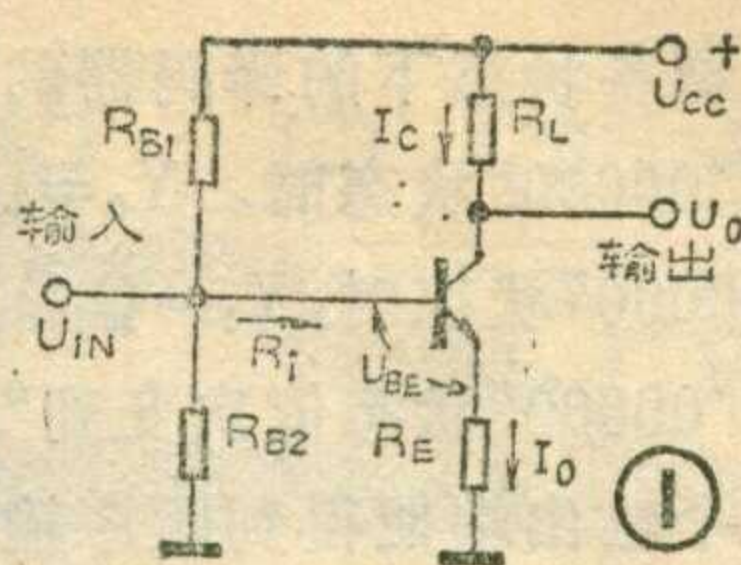 +
UCC
RB1
IC
RL
输入
UO
输出
UIN
Ri
UBE
RB2
RE
IO
1